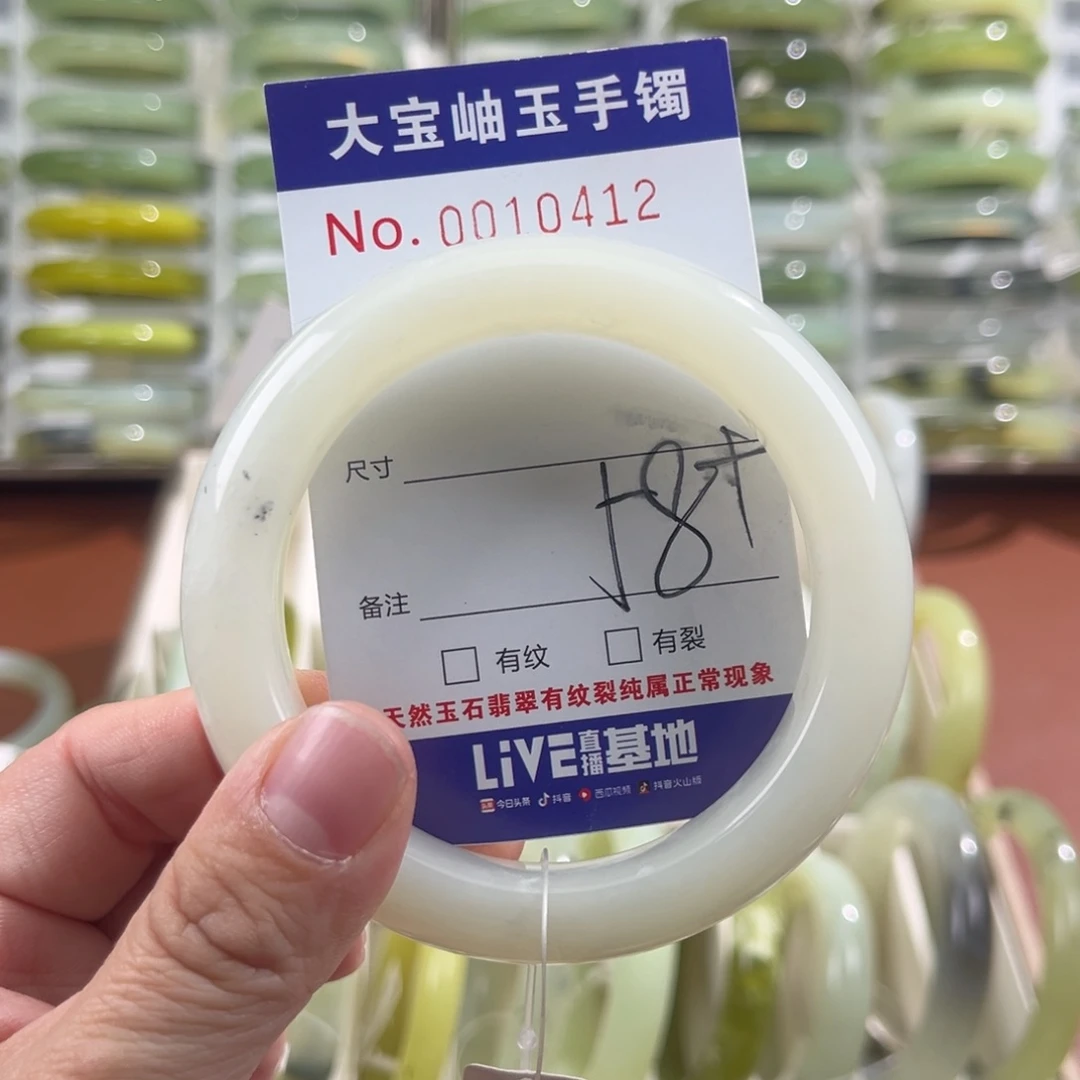 大宝岫玉手镯
No. 0010412
尺寸
58+
备注
□ 有纹 □ 有裂
天然玉石翡翠有纹裂纯属正常现象
LiVE直播基地
今日头条 抖音 西瓜视频 抖音火山版